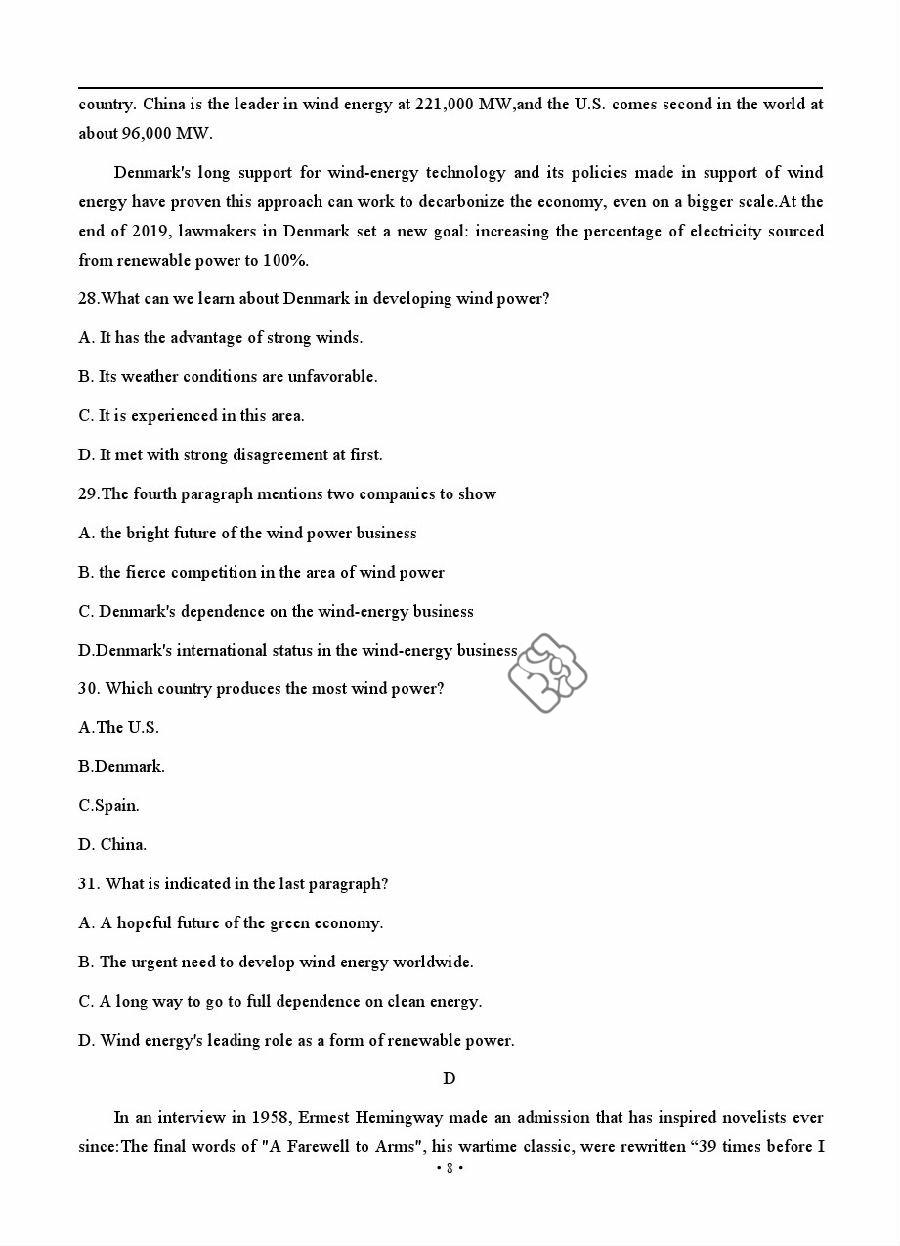 country. China is the leader in wind energy at 221,000 MW,and the U.S. comes second in the world at
about 96,000 MW.
Denmark's long support for wind-energy technology and its policies made in support of wind
energy have proven this approach can work to decarbonize the economy, even on a bigger scale.At the
end of 2019, lawmakers in Denmark set a new goal: increasing the percentage of electricity sourced
from renewable power to 100%.
28.What can we learn about Denmark in developing wind power?
A. It has the advantage of strong winds.
B. Its weather conditions are unfavorable.
C. It is experienced in this area.
D. It met with strong disagreement at first.
29.The fourth paragraph mentions two companies to show
A. the bright future of the wind power business
B. the fierce competition in the area of wind power
C. Denmark's dependence on the wind-energy business
D.Denmark's international status in the wind-energy business
30. Which country produces the most wind power?
A.The U.S.
B.Denmark.
C.Spain.
D. China.
31. What is indicated in the last paragraph?
A. A hopeful future of the green economy.
B. The urgent need to develop wind energy worldwide.
C. A long way to go to full dependence on clean energy.
D. Wind energy's leading role as a form of renewable power.
D
In an interview in 1958, Ermest Hemingway made an admission that has inspired novelists ever
since:The final words of "A Farewell to Arms", his wartime classic, were rewritten “39 times before I
• 8 •